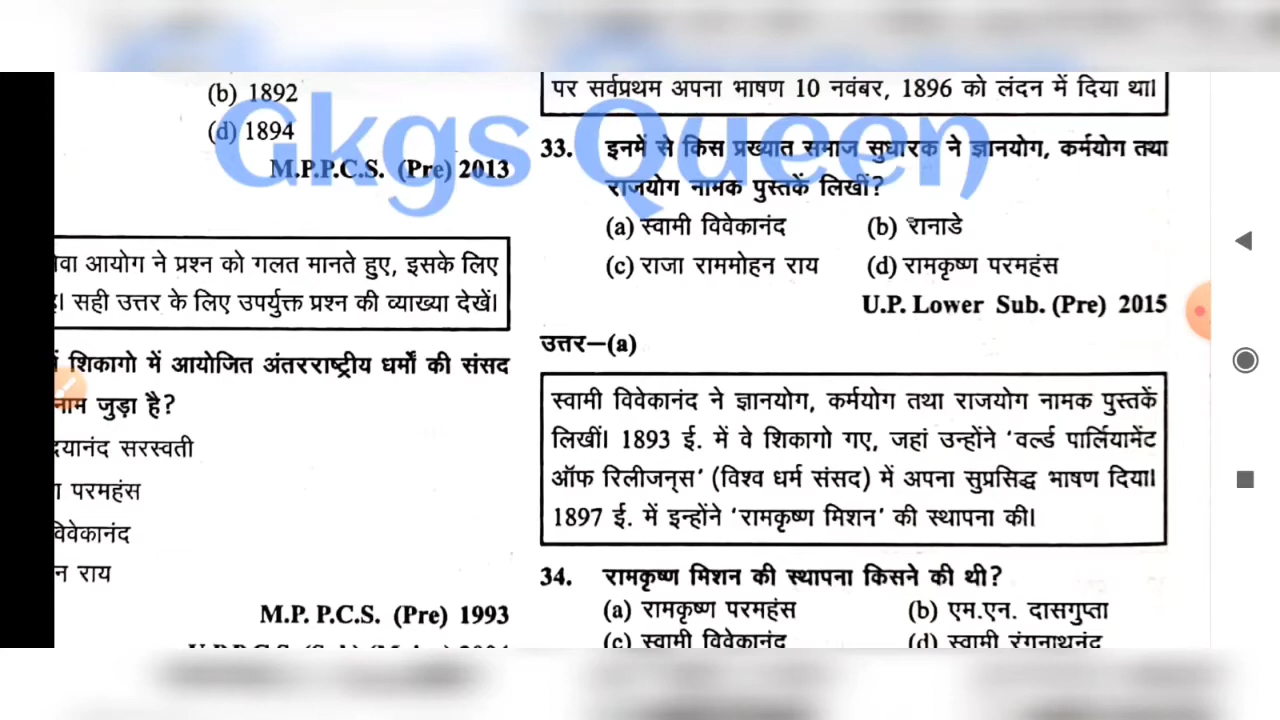 (b) 1892
(d) 1894
M.P.P.C.S. (Pre) 2013
आयोग ने प्रश्न को गलत मानते हुए, इसके लिए
सही उत्तर के लिए उपर्युक्त प्रश्न की व्याख्या देखें।
शिकागो में आयोजित अंतरराष्ट्रीय धर्मों की संसद
नाम जुड़ा है?
दयानंद सरस्वती
परमहंस
विवेकानंद
राय
M.P. P.C.S. (Pre) 1993
पर सर्वप्रथम अपना भाषण 10 नवंबर, 1896 को लंदन में दिया था।
33. इनमें से किस प्रख्यात समाज सुधारक ने ज्ञानयोग, कर्मयोग तथा
राजयोग नामक पुस्तकें लिखीं?
(a) स्वामी विवेकानंद (b) रानाडे
(c) राजा राममोहन राय (d) रामकृष्ण परमहंस
U.P. Lower Sub. (Pre) 2015
उत्तर–(a)
स्वामी विवेकानंद ने ज्ञानयोग, कर्मयोग तथा राजयोग नामक पुस्तकें
लिखीं। 1893 ई. में वे शिकागो गए, जहां उन्होंने ‘वर्ल्ड पार्लियामेंट
ऑफ रिलीजन्स’ (विश्व धर्म संसद) में अपना सुप्रसिद्ध भाषण दिया।
1897 ई. में इन्होंने ‘रामकृष्ण मिशन’ की स्थापना की।
34. रामकृष्ण मिशन की स्थापना किसने की थी?
(a) रामकृष्ण परमहंस (b) एम.एन. दासगुप्ता
(c) स्वामी विवेकानंद (d) स्वामी रंगनाथनंद
Gkgs Queen